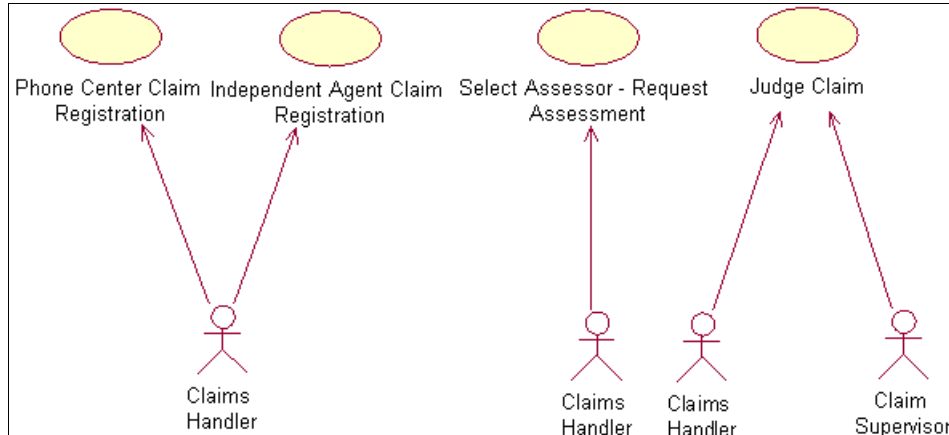 Phone Center Claim
Registration
Independent Agent Claim
Registration
Select Assessor - Request
Assessment
Judge Claim
Claims
Handler
Claims
Handler
Claims
Handler
Claim
Supervisor